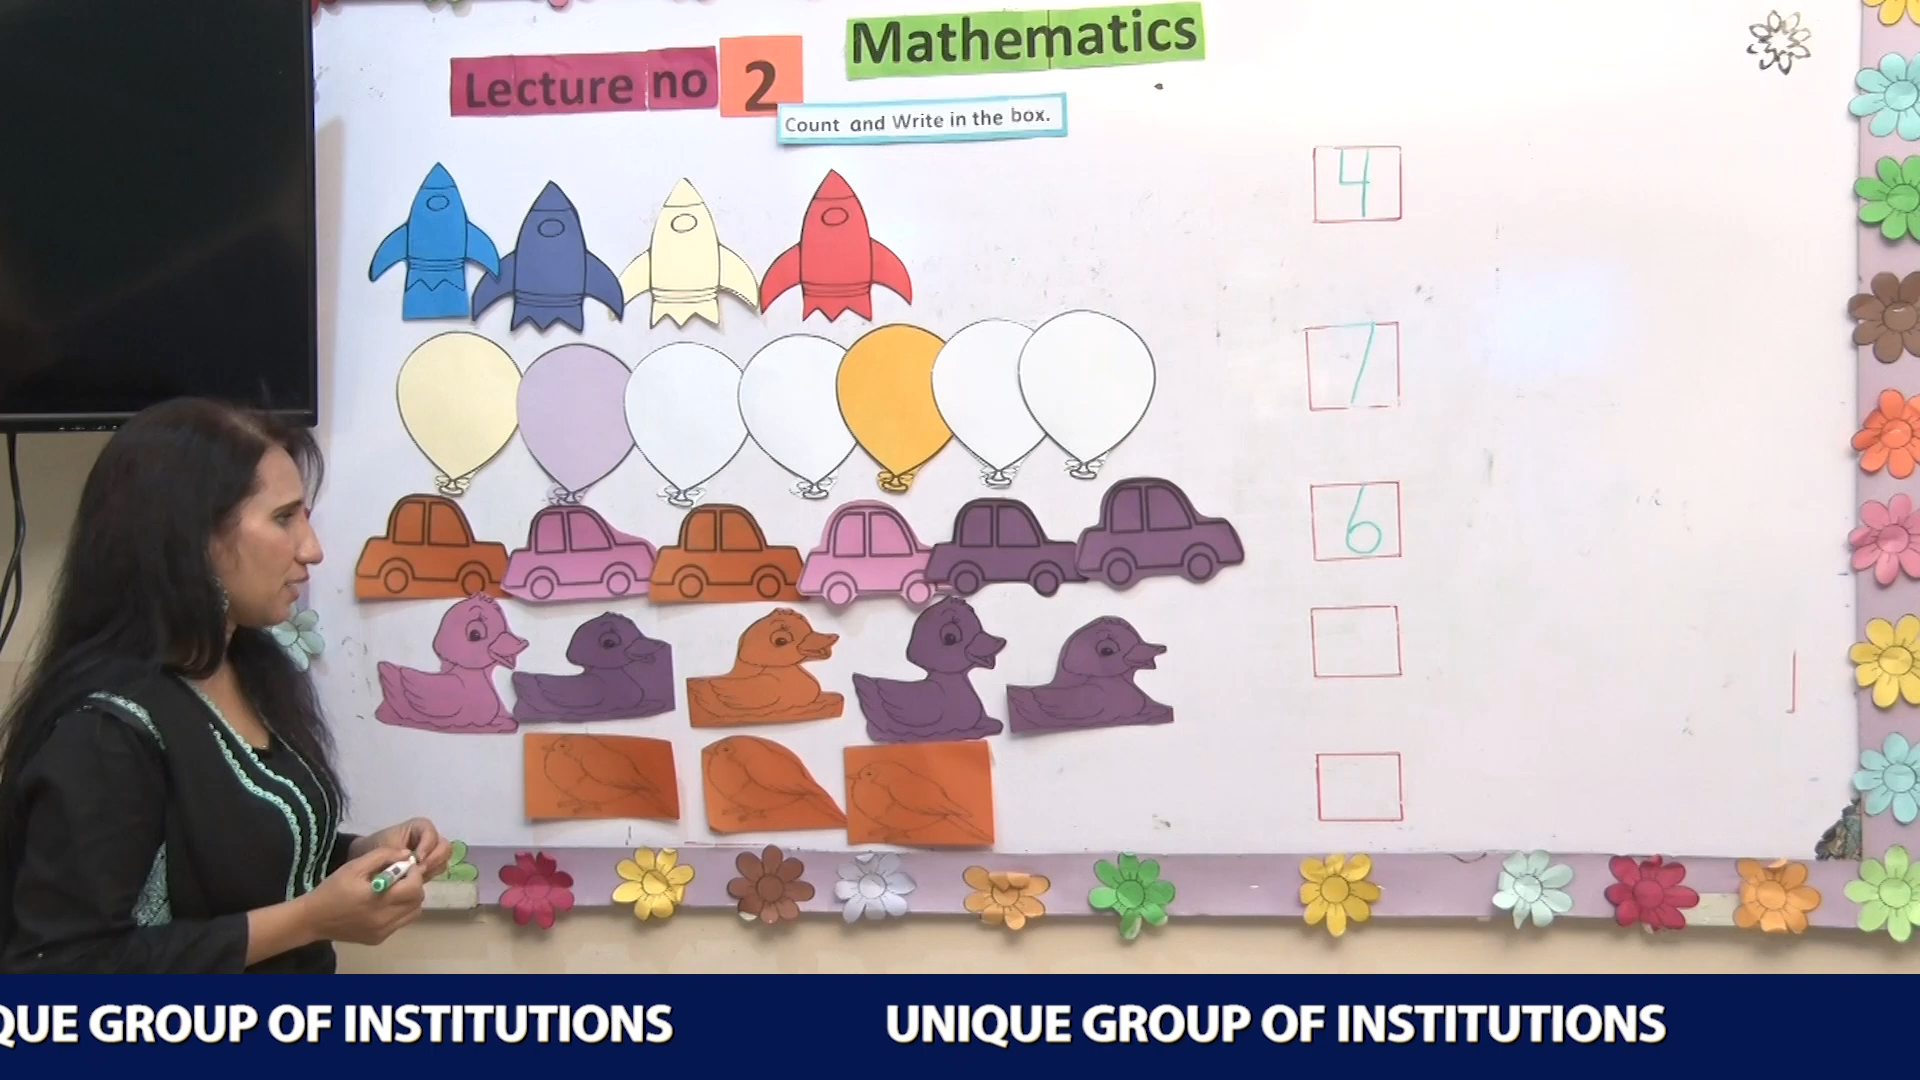 Mathematics
Lecture no 2
Count and Write in the box.
4
7
6
QUE GROUP OF INSTITUTIONS
UNIQUE GROUP OF INSTITUTIONS